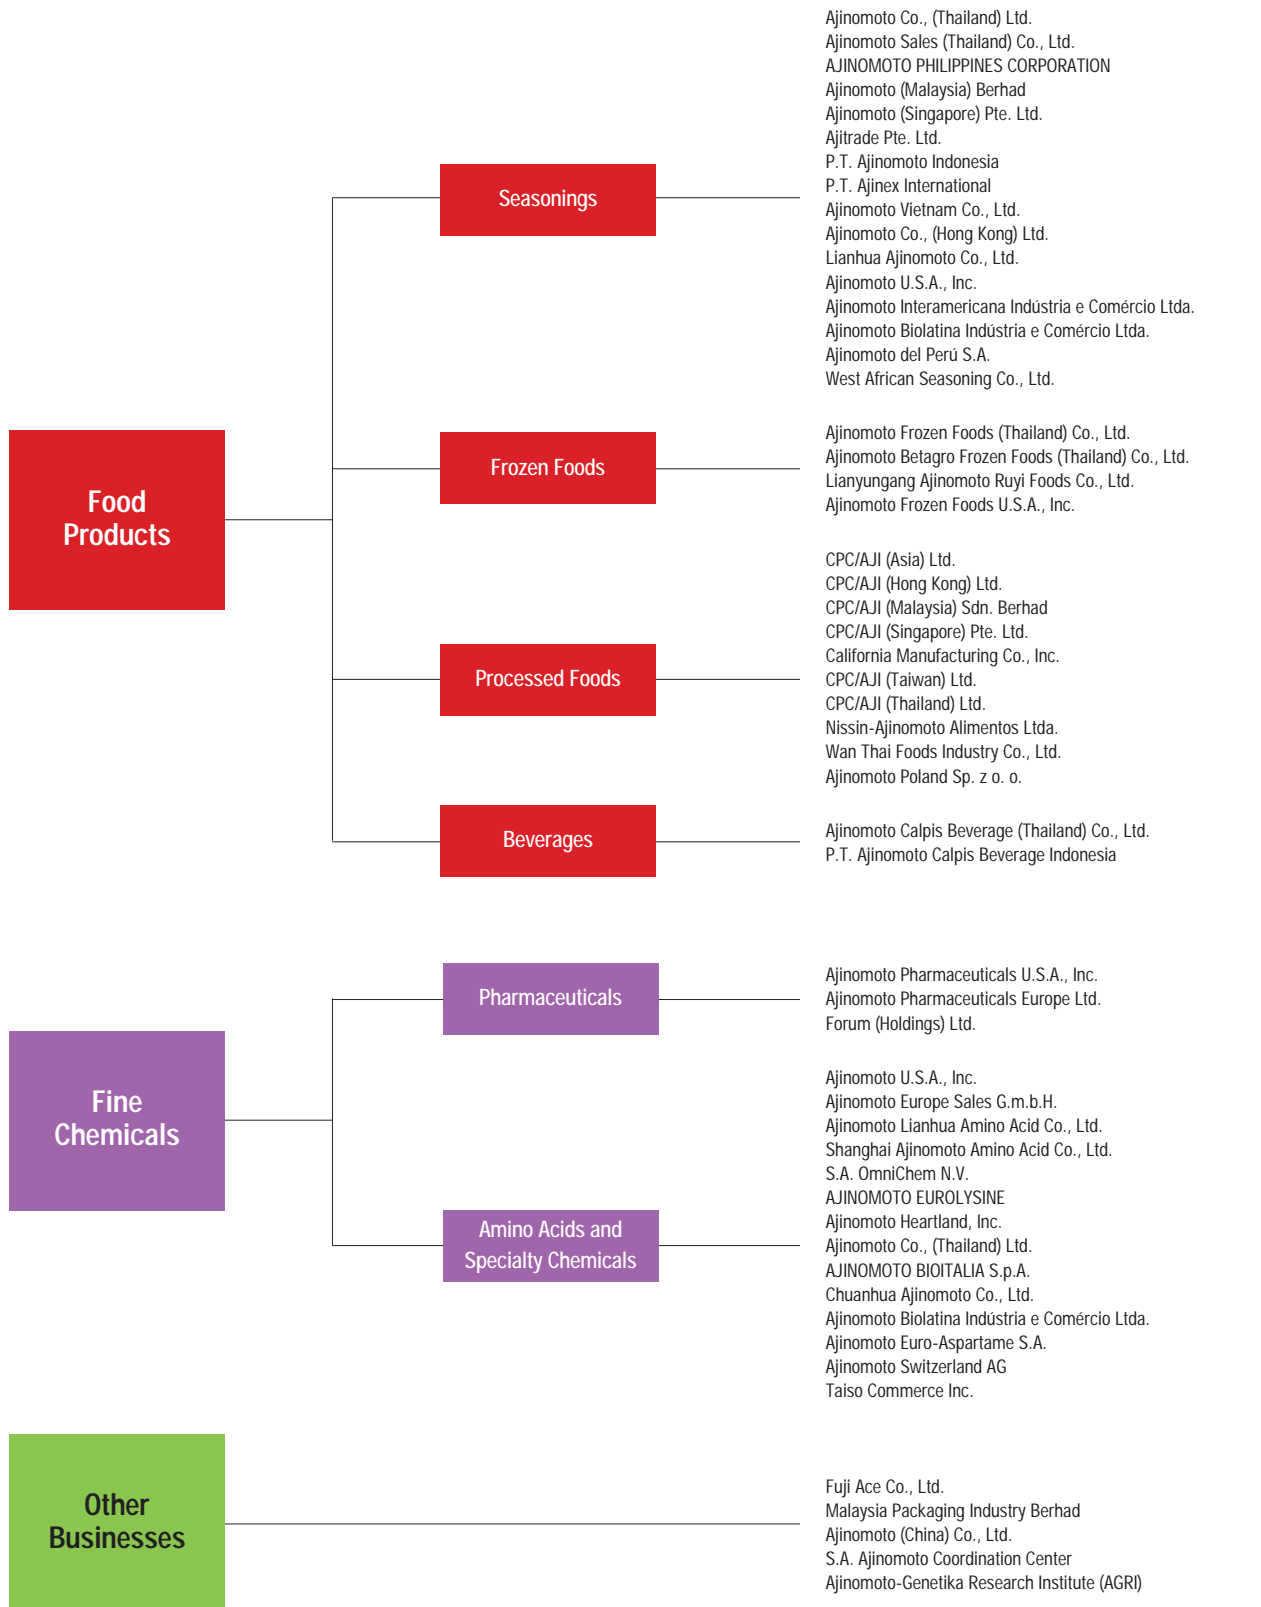 Ajinomoto Co., (Thailand) Ltd.
Ajinomoto Sales (Thailand) Co., Ltd.
AJINOMOTO PHILIPPINES CORPORATION
Ajinomoto (Malaysia) Berhad
Ajinomoto (Singapore) Pte. Ltd.
Ajitrade Pte. Ltd.
P.T. Ajinomoto Indonesia
P.T. Ajinex International
Ajinomoto Vietnam Co., Ltd.
Ajinomoto Co., (Hong Kong) Ltd.
Lianhua Ajinomoto Co., Ltd.
Ajinomoto U.S.A., Inc.
Ajinomoto Interamericana Indústria e Comércio Ltda.
Ajinomoto Biolatina Indústria e Comércio Ltda.
Ajinomoto del Perú S.A.
West African Seasoning Co., Ltd.
Seasonings
Ajinomoto Frozen Foods (Thailand) Co., Ltd.
Ajinomoto Betagro Frozen Foods (Thailand) Co., Ltd.
Lianyungang Ajinomoto Ruyi Foods Co., Ltd.
Ajinomoto Frozen Foods U.S.A., Inc.
Frozen Foods
Food
Products
CPC/AJI (Asia) Ltd.
CPC/AJI (Hong Kong) Ltd.
CPC/AJI (Malaysia) Sdn. Berhad
CPC/AJI (Singapore) Pte. Ltd.
California Manufacturing Co., Inc.
CPC/AJI (Taiwan) Ltd.
CPC/AJI (Thailand) Ltd.
Nissin-Ajinomoto Alimentos Ltda.
Wan Thai Foods Industry Co., Ltd.
Ajinomoto Poland Sp. z o. o.
Processed Foods
Beverages
Ajinomoto Calpis Beverage (Thailand) Co., Ltd.
P.T. Ajinomoto Calpis Beverage Indonesia
Pharmaceuticals
Ajinomoto Pharmaceuticals U.S.A., Inc.
Ajinomoto Pharmaceuticals Europe Ltd.
Forum (Holdings) Ltd.
Fine
Chemicals
Ajinomoto U.S.A., Inc.
Ajinomoto Europe Sales G.m.b.H.
Ajinomoto Lianhua Amino Acid Co., Ltd.
Shanghai Ajinomoto Amino Acid Co., Ltd.
S.A. OmniChem N.V.
AJINOMOTO EUROLYSINE
Ajinomoto Heartland, Inc.
Ajinomoto Co., (Thailand) Ltd.
AJINOMOTO BIOITALIA S.p.A.
Chuanhua Ajinomoto Co., Ltd.
Ajinomoto Biolatina Indústria e Comércio Ltda.
Ajinomoto Euro-Aspartame S.A.
Ajinomoto Switzerland AG
Taiso Commerce Inc.
Amino Acids and
Specialty Chemicals
Other
Businesses
Fuji Ace Co., Ltd.
Malaysia Packaging Industry Berhad
Ajinomoto (China) Co., Ltd.
S.A. Ajinomoto Coordination Center
Ajinomoto-Genetika Research Institute (AGRI)